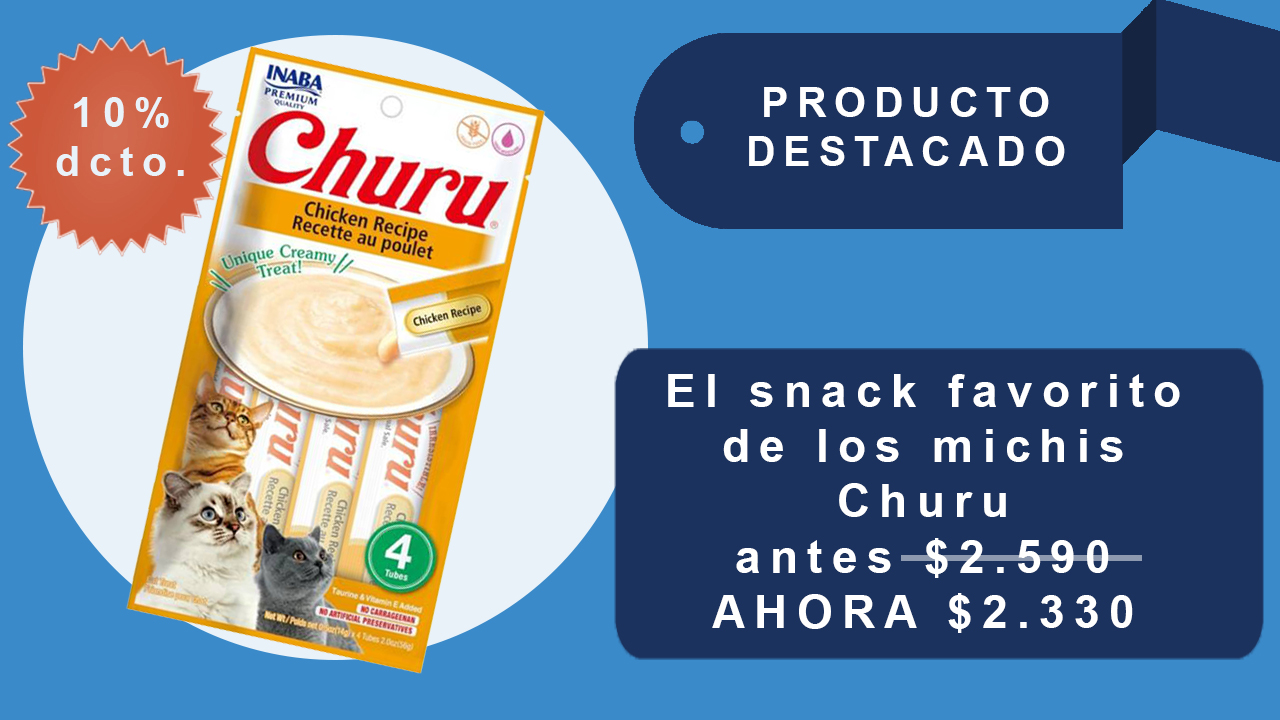 10%
dcto.
INABA
PREMIUM
QUALITY
Churu
Chicken Recipe
Recette au poulet
Unique Creamy
Treat!
Chicken Recipe
4
Tubes
Taurine & Vitamin E Added
NO CARRAGEENAN
NO ARTIFICIAL PRESERVATIVES
PRODUCTO
DESTACADO
El snack favorito
de los michis
Churu
antes $2.590
AHORA $2.330